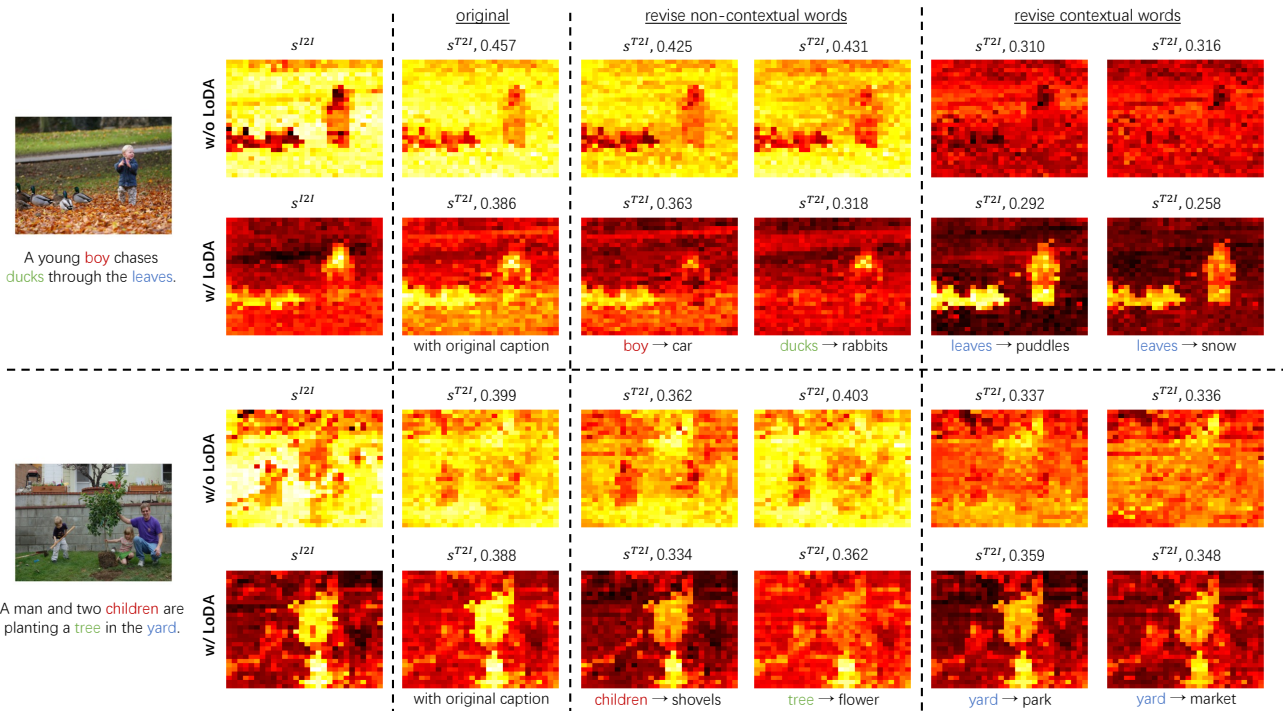 original
revise non-contextual words
revise contextual words
s^{I2I}
s^{T2I}, 0.457
s^{T2I}, 0.425
s^{T2I}, 0.431
s^{T2I}, 0.310
s^{T2I}, 0.316
w/o LoDA
s^{I2I}
s^{T2I}, 0.386
s^{T2I}, 0.363
s^{T2I}, 0.318
s^{T2I}, 0.292
s^{T2I}, 0.258
w/ LoDA
A young boy chases
ducks through the leaves.
with original caption
boy → car
ducks → rabbits
leaves → puddles
leaves → snow
s^{I2I}
s^{T2I}, 0.399
s^{T2I}, 0.362
s^{T2I}, 0.403
s^{T2I}, 0.337
s^{T2I}, 0.336
w/o LoDA
s^{I2I}
s^{T2I}, 0.388
s^{T2I}, 0.334
s^{T2I}, 0.362
s^{T2I}, 0.359
s^{T2I}, 0.348
w/ LoDA
A man and two children are
planting a tree in the yard.
with original caption
children → shovels
tree → flower
yard → park
yard → market